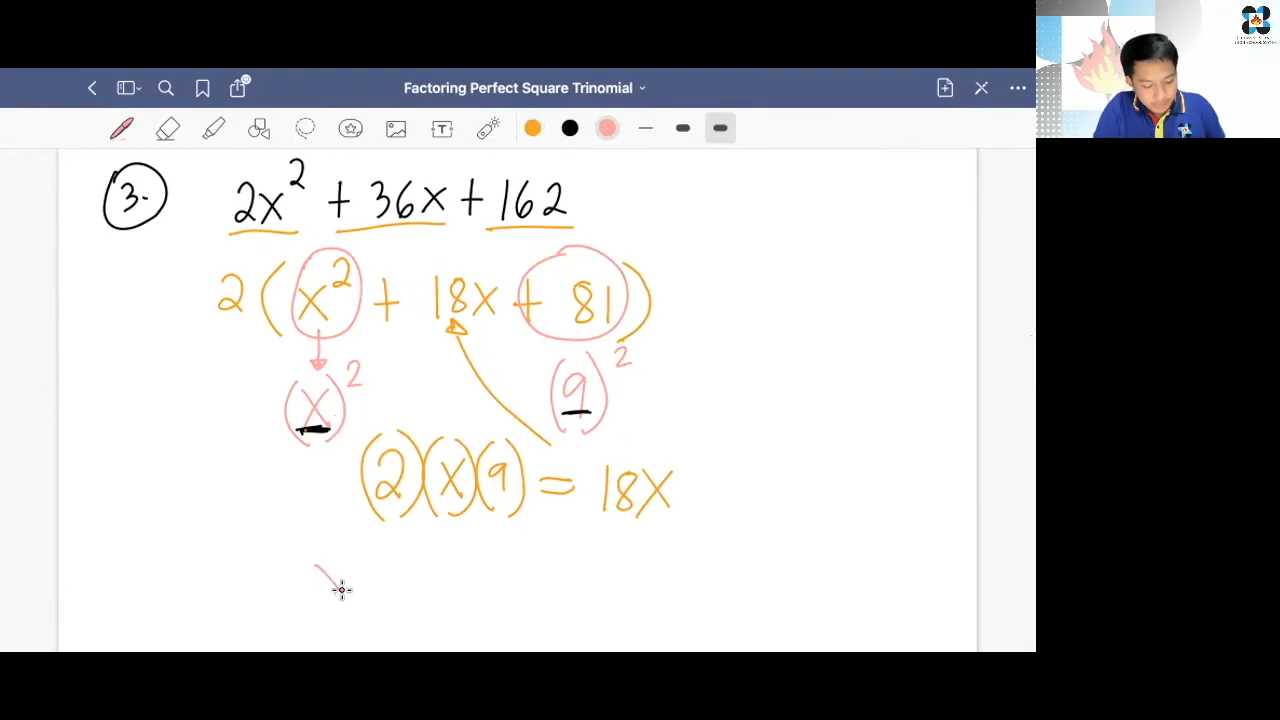 Factoring Perfect Square Trinomial
3. 2x² + 36x + 162
2(x² + 18x + 81)
(x)² (9)²
(2)(x)(9) = 18x